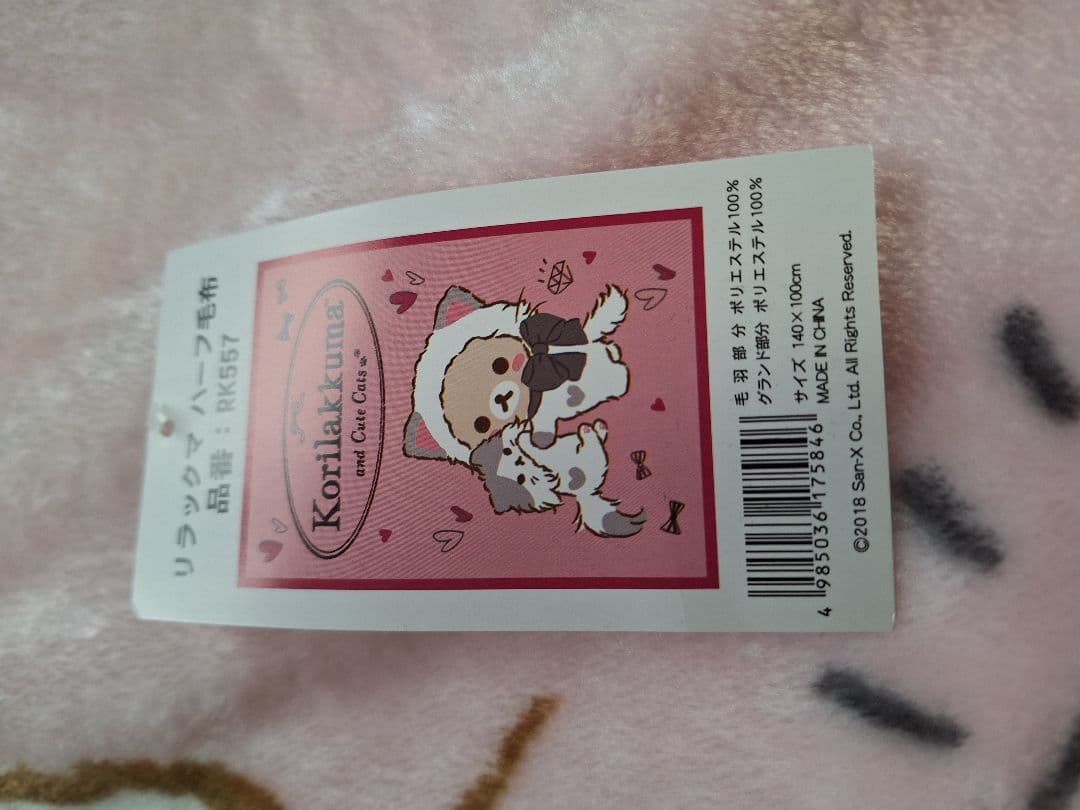 リラックマ ハーフ毛布
品番：RK557
Korilakkuma
and Cute Cats
毛 羽 部 分 ポリエステル100%
グランド部分 ポリエステル100%
サイズ 140×100cm
MADE IN CHINA
4 985036 175846
©2018 San-X Co., Ltd. All Rights Reserved.